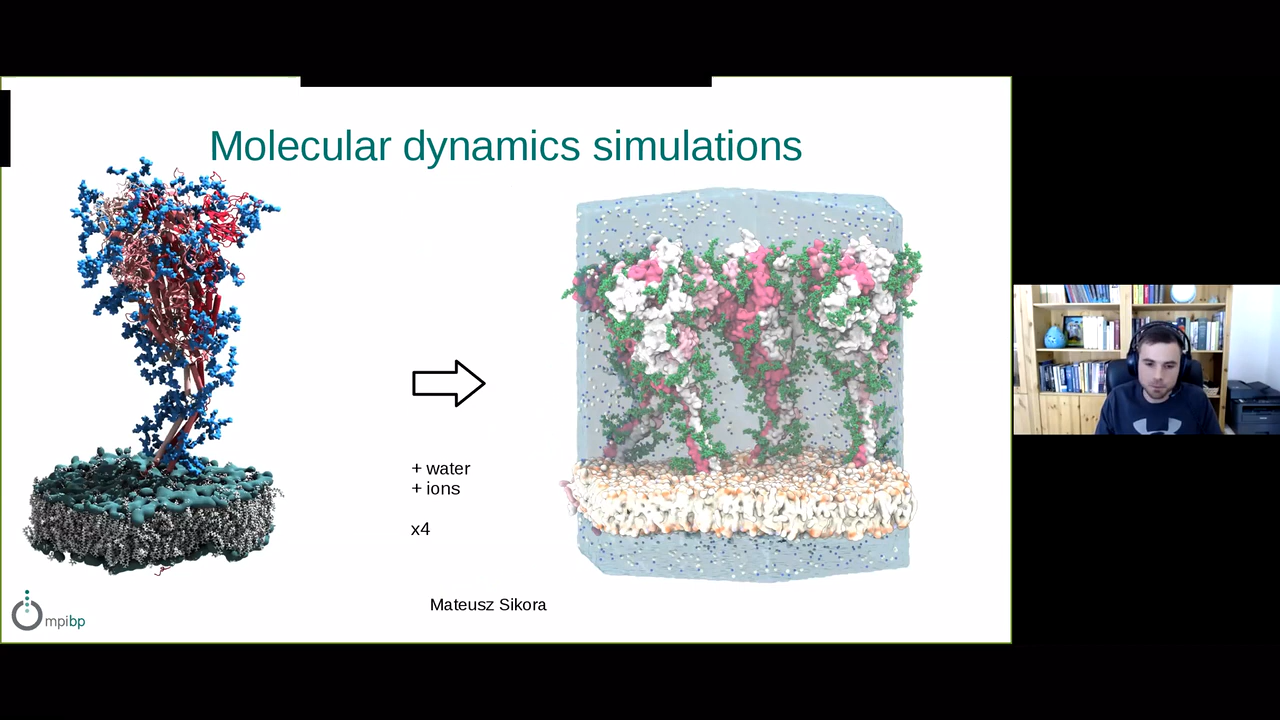 Molecular dynamics simulations
+ water
+ ions
x4
Mateusz Sikora
mpibp